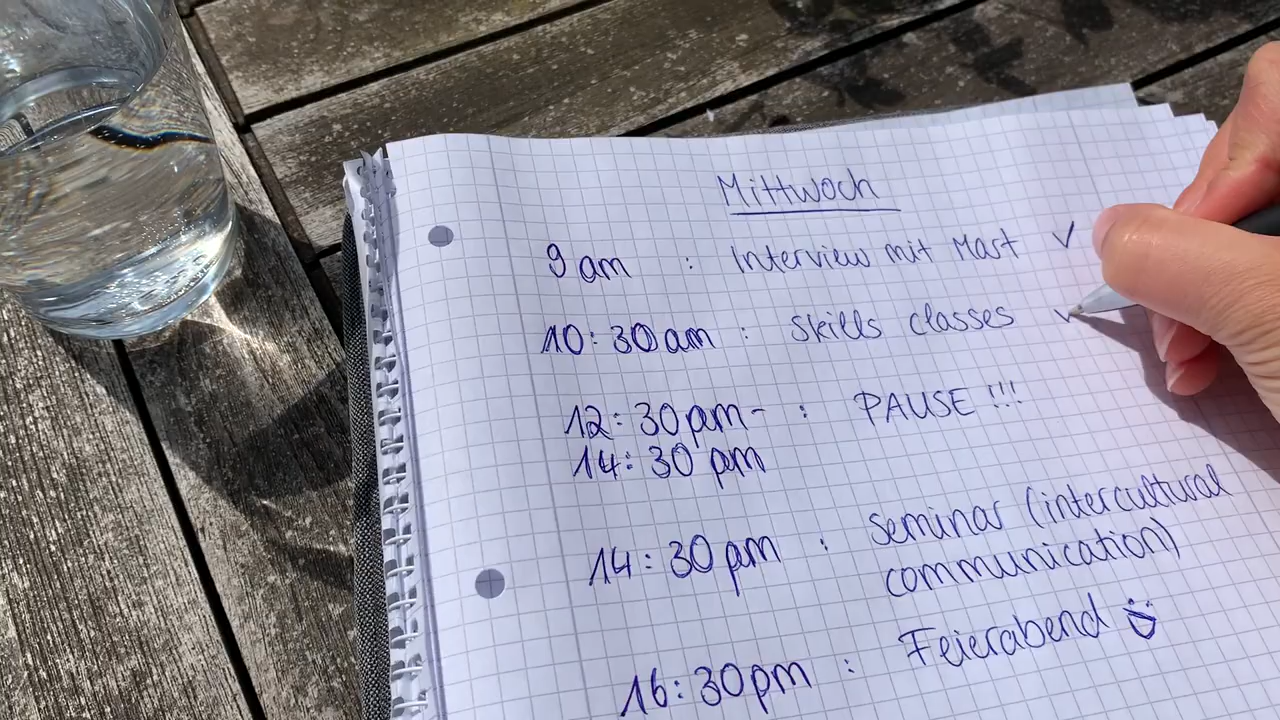 Mittwoch
9 am : Interview mit Mart ✓
10:30 am : skills classes ✓
12:30 pm- : PAUSE !!!
14:30 pm
14:30 pm : seminar (intercultural
communication)
16:30 pm : Feierabend